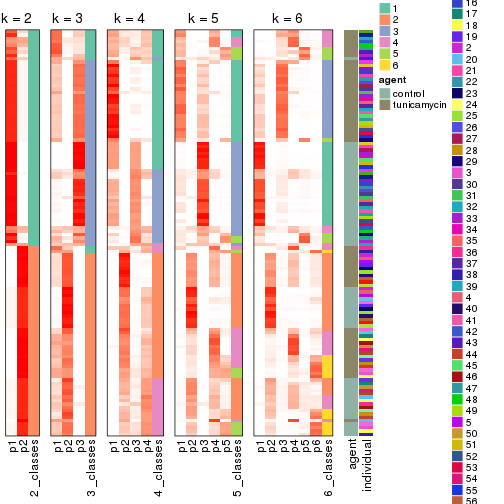 k = 2
k = 3
k = 4
k = 5
k = 6
p1
p2
2_classes
p1
p2
p3
3_classes
p1
p2
p3
p4
4_classes
p1
p2
p3
p4
p5
5_classes
p1
p2
p3
p4
p5
p6
6_classes
agent
individual
1
2
3
4
5
6
agent
control
tunicamycin
16
17
18
19
2
20
21
22
23
24
25
26
27
28
29
3
30
31
32
33
34
35
36
37
38
39
4
40
41
42
43
44
45
46
47
48
49
5
50
51
52
53
54
55
56